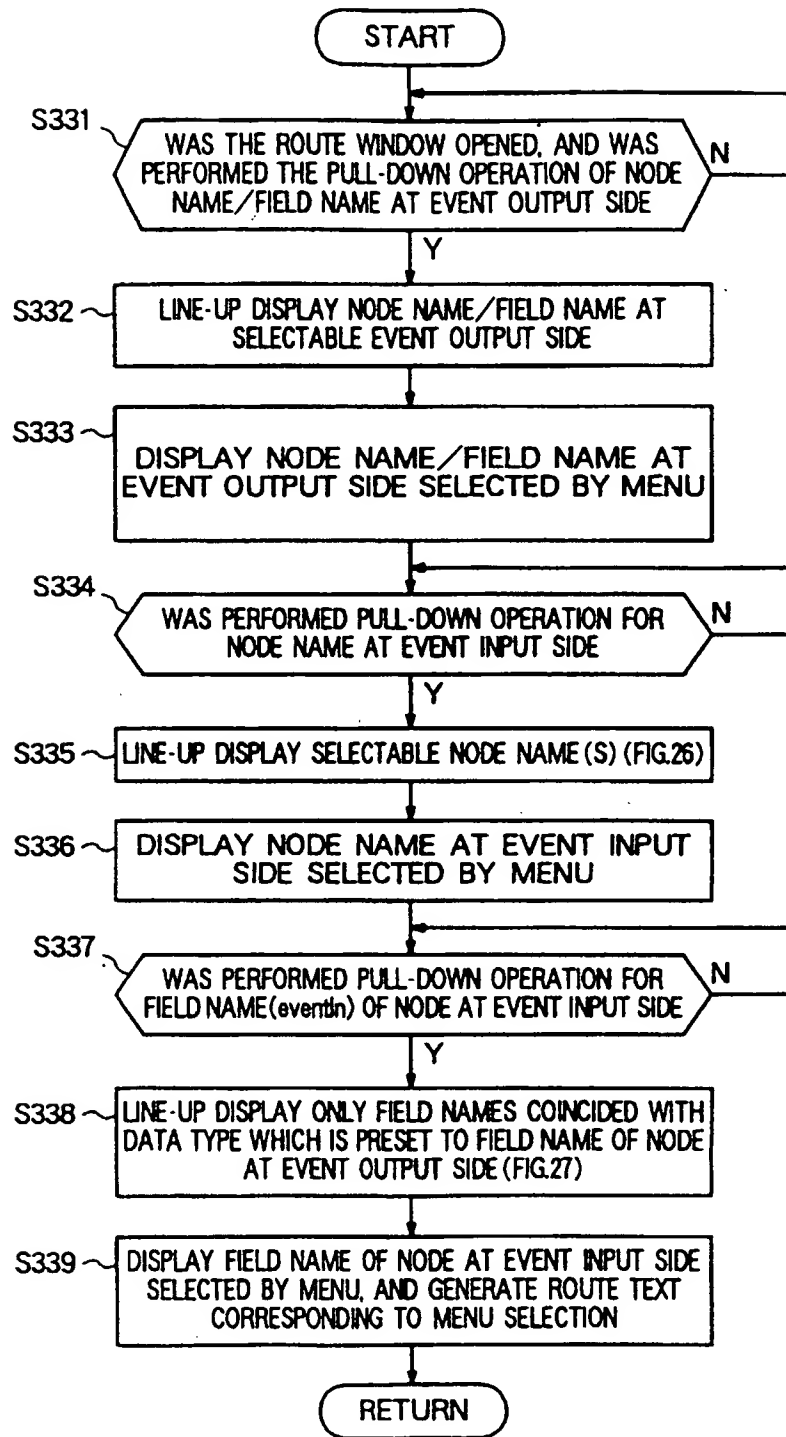 START
S331
WAS THE ROUTE WINDOW OPENED, AND WAS
PERFORMED THE PULL-DOWN OPERATION OF NODE
NAME/FIELD NAME AT EVENT OUTPUT SIDE
N
Y
S332
LINE-UP DISPLAY NODE NAME/FIELD NAME AT
SELECTABLE EVENT OUTPUT SIDE
S333
DISPLAY NODE NAME/FIELD NAME AT
EVENT OUTPUT SIDE SELECTED BY MENU
S334
WAS PERFORMED PULL-DOWN OPERATION FOR
NODE NAME AT EVENT INPUT SIDE
N
Y
S335
LINE-UP DISPLAY SELECTABLE NODE NAME(S) (FIG.26)
S336
DISPLAY NODE NAME AT EVENT INPUT
SIDE SELECTED BY MENU
S337
WAS PERFORMED PULL-DOWN OPERATION FOR
FIELD NAME(eventIn) OF NODE AT EVENT INPUT SIDE
N
Y
S338
LINE-UP DISPLAY ONLY FIELD NAMES COINCIDED WITH
DATA TYPE WHICH IS PRESET TO FIELD NAME OF NODE
AT EVENT OUTPUT SIDE (FIG.27)
S339
DISPLAY FIELD NAME OF NODE AT EVENT INPUT SIDE
SELECTED BY MENU, AND GENERATE ROUTE TEXT
CORRESPONDING TO MENU SELECTION
RETURN